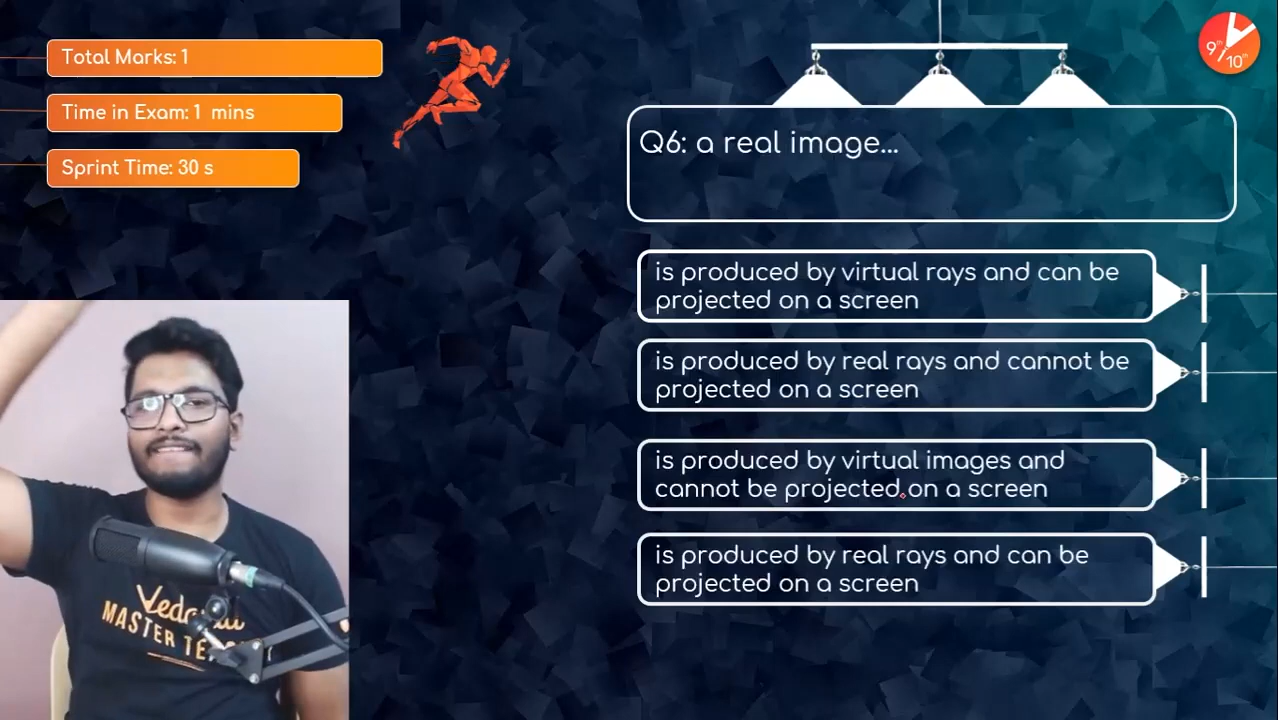 Total Marks: 1
Time in Exam: 1 mins
Sprint Time: 30 s
9th
10th
Q6: a real image...
is produced by virtual rays and can be
projected on a screen
is produced by real rays and cannot be
projected on a screen
is produced by virtual images and
cannot be projected on a screen
is produced by real rays and can be
projected on a screen
MASTER